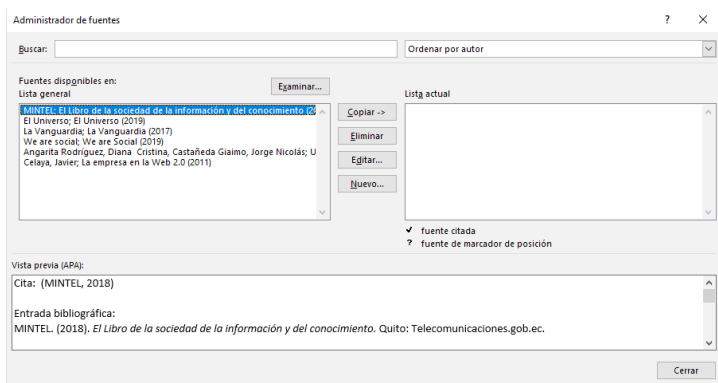 Administrador de fuentes ? ×
Buscar: Ordenar por autor
Fuentes disponibles en:
Lista general
Examinar...
Lista actual
MINTEL; El Libro de la sociedad de la información y del conocimiento (20
El Universo; El Universo (2019)
La Vanguardia; La Vanguardia (2017)
We are social; We are Social (2019)
Angarita Rodríguez, Diana Cristina, Castañeda Giaimo, Jorge Nicolás; U
Celaya, Javier; La empresa en la Web 2.0 (2011)
Copiar ->
Eliminar
Editar...
Nuevo...
✔ fuente citada
? fuente de marcador de posición
Vista previa (APA):
Cita: (MINTEL, 2018)
Entrada bibliográfica:
MINTEL. (2018). El Libro de la sociedad de la información y del conocimiento. Quito: Telecomunicaciones.gob.ec.
Cerrar